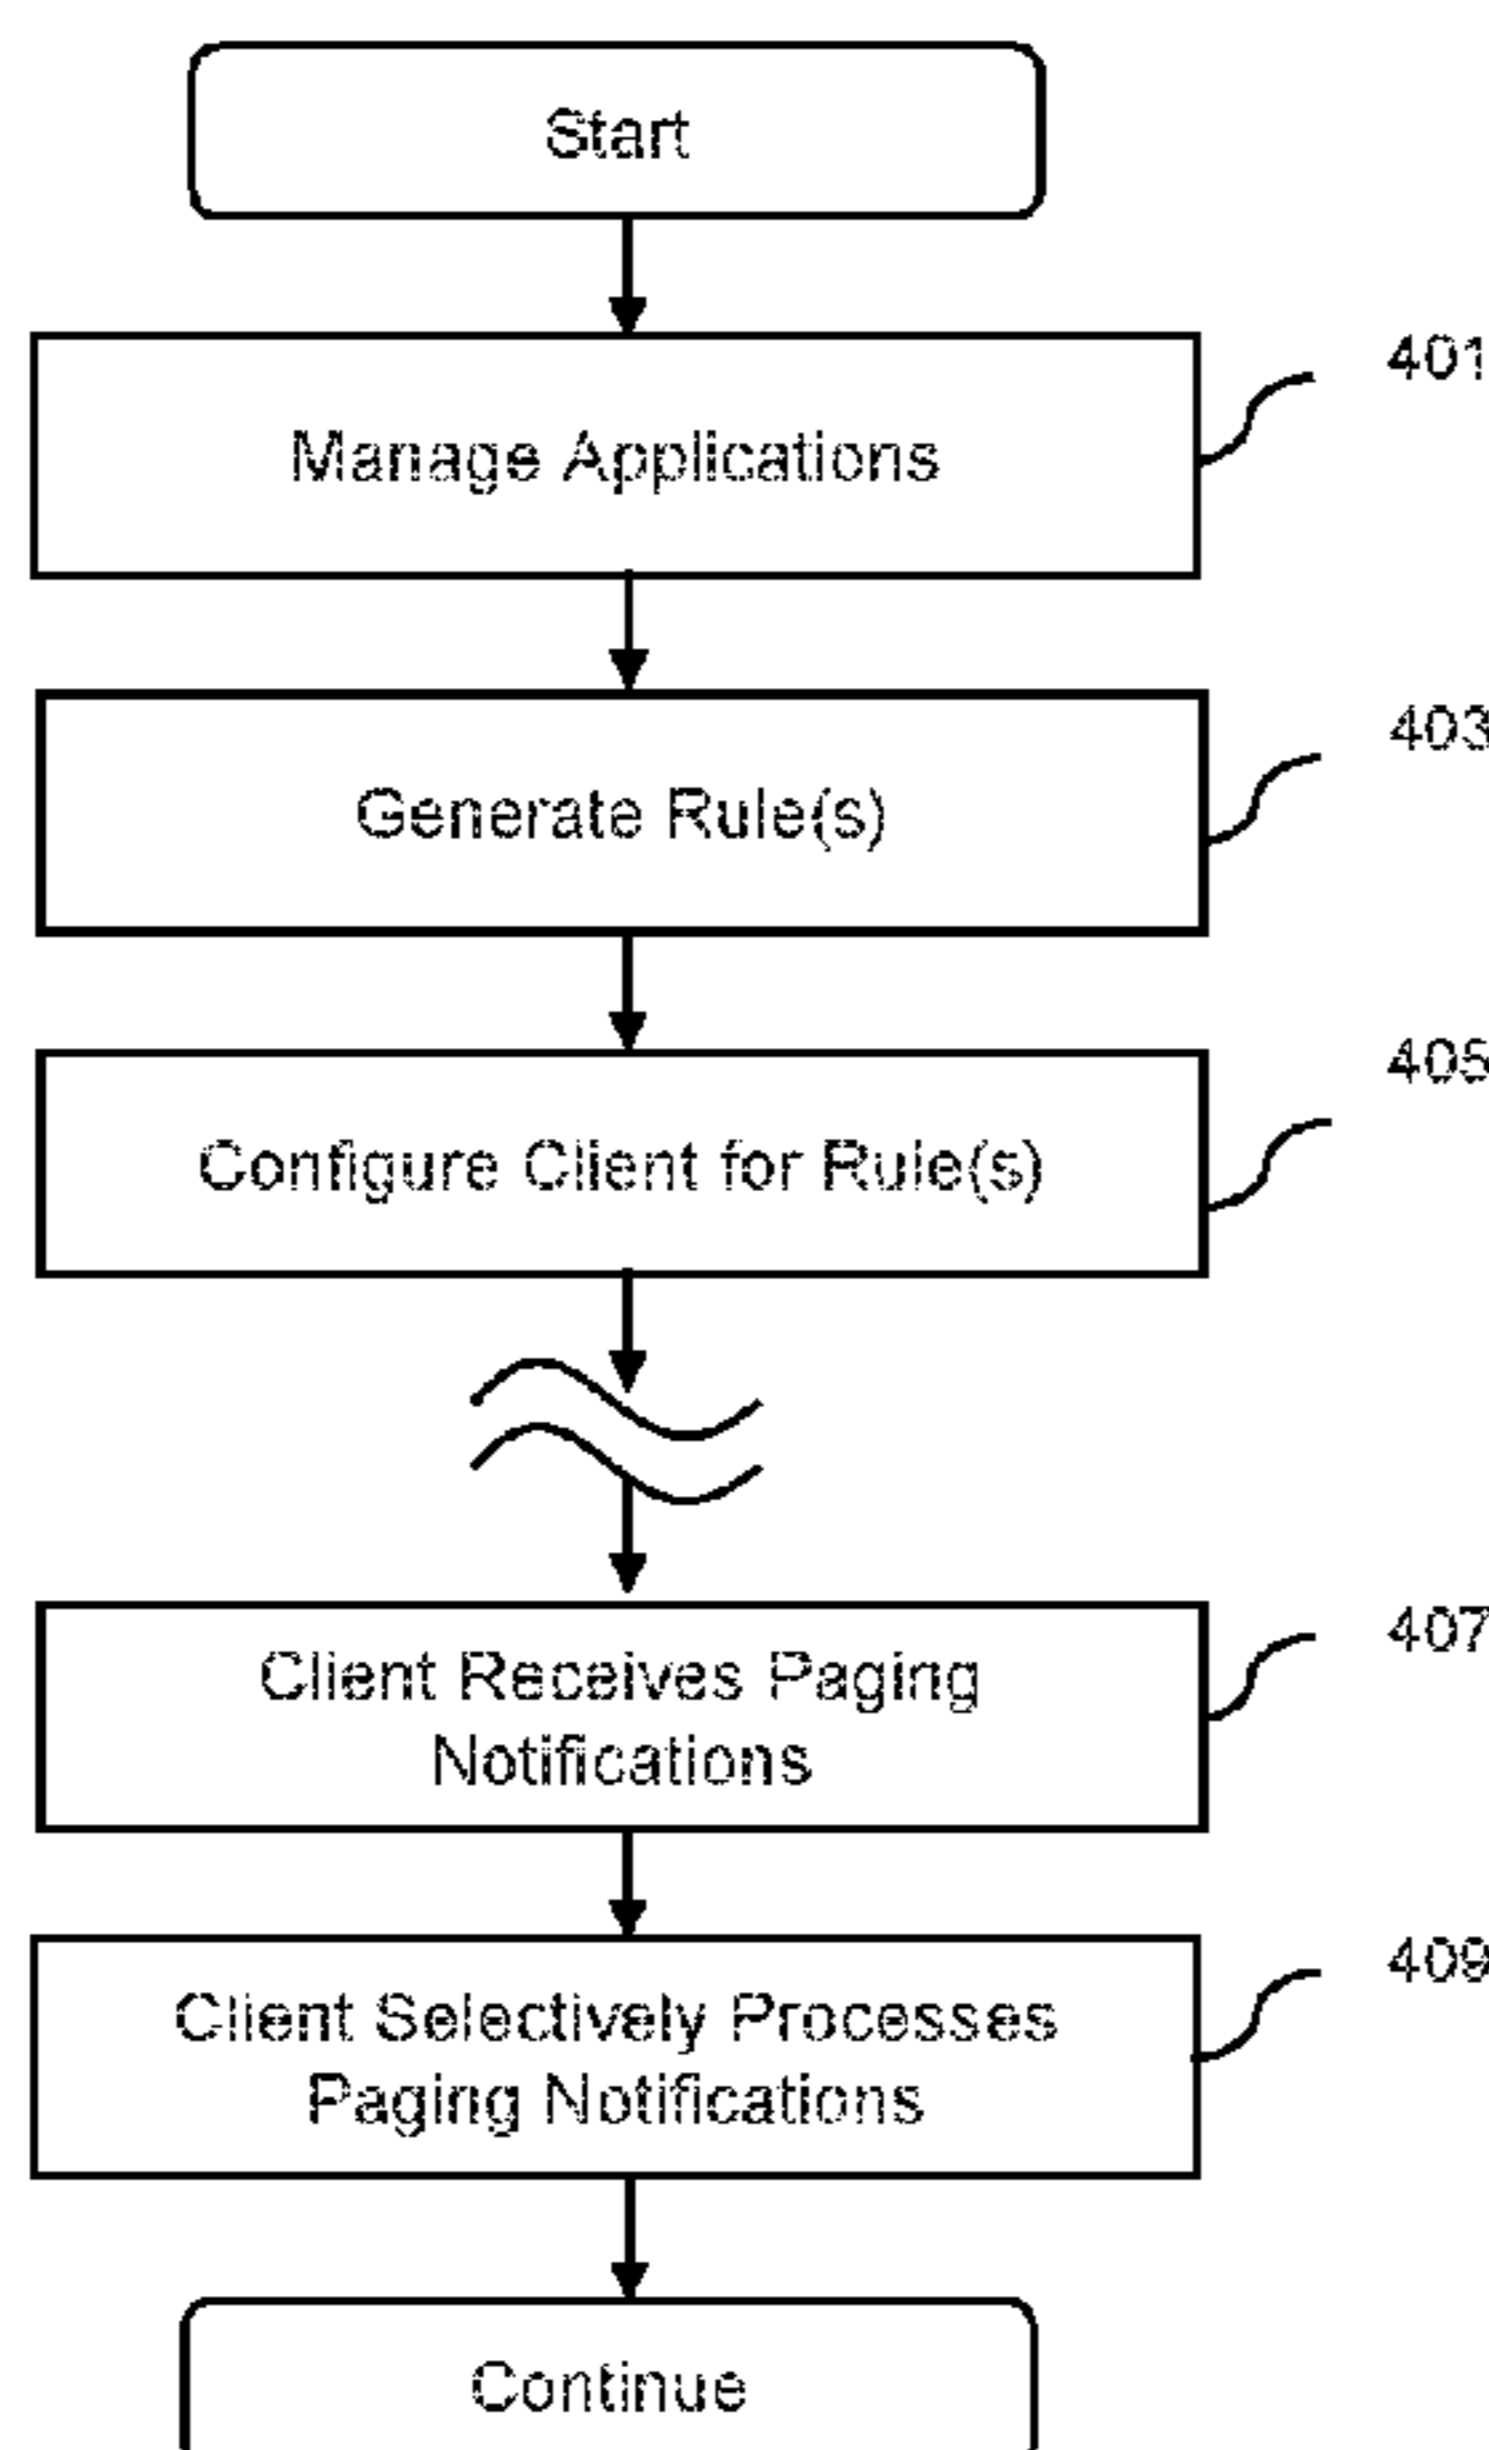 Start
Manage Applications
401
Generate Rule(s)
403
Configure Client for Rule(s)
405
Client Receives Paging
Notifications
407
Client Selectively Processes
Paging Notifications
409
Continue